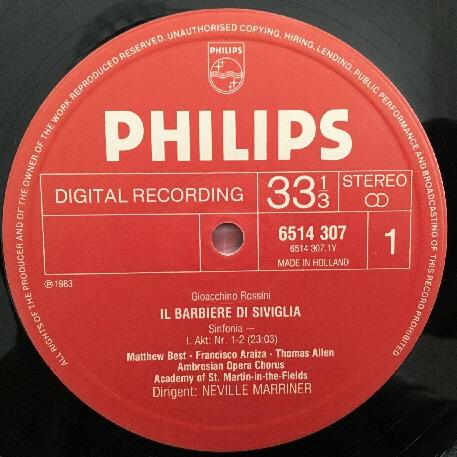 ALL RIGHTS OF THE PRODUCER AND OF THE OWNER OF THE WORK REPRODUCED RESERVED. UNAUTHORISED COPYING, HIRING, LENDING, PUBLIC PERFORMANCE AND BROADCASTING OF THIS RECORD PROHIBITED
PHILIPS
PHILIPS
DIGITAL RECORDING
33 1/3
STEREO
6514 307
6514 307.1Y
MADE IN HOLLAND
1
℗1983
Gioacchino Rossini
IL BARBIERE DI SIVIGLIA
Sinfonia —
I. Akt: Nr. 1-2 (23:03)
Matthew Best - Francisco Araiza - Thomas Allen
Ambrosian Opera Chorus
Academy of St. Martin-in-the-Fields
Dirigent: NEVILLE MARRINER